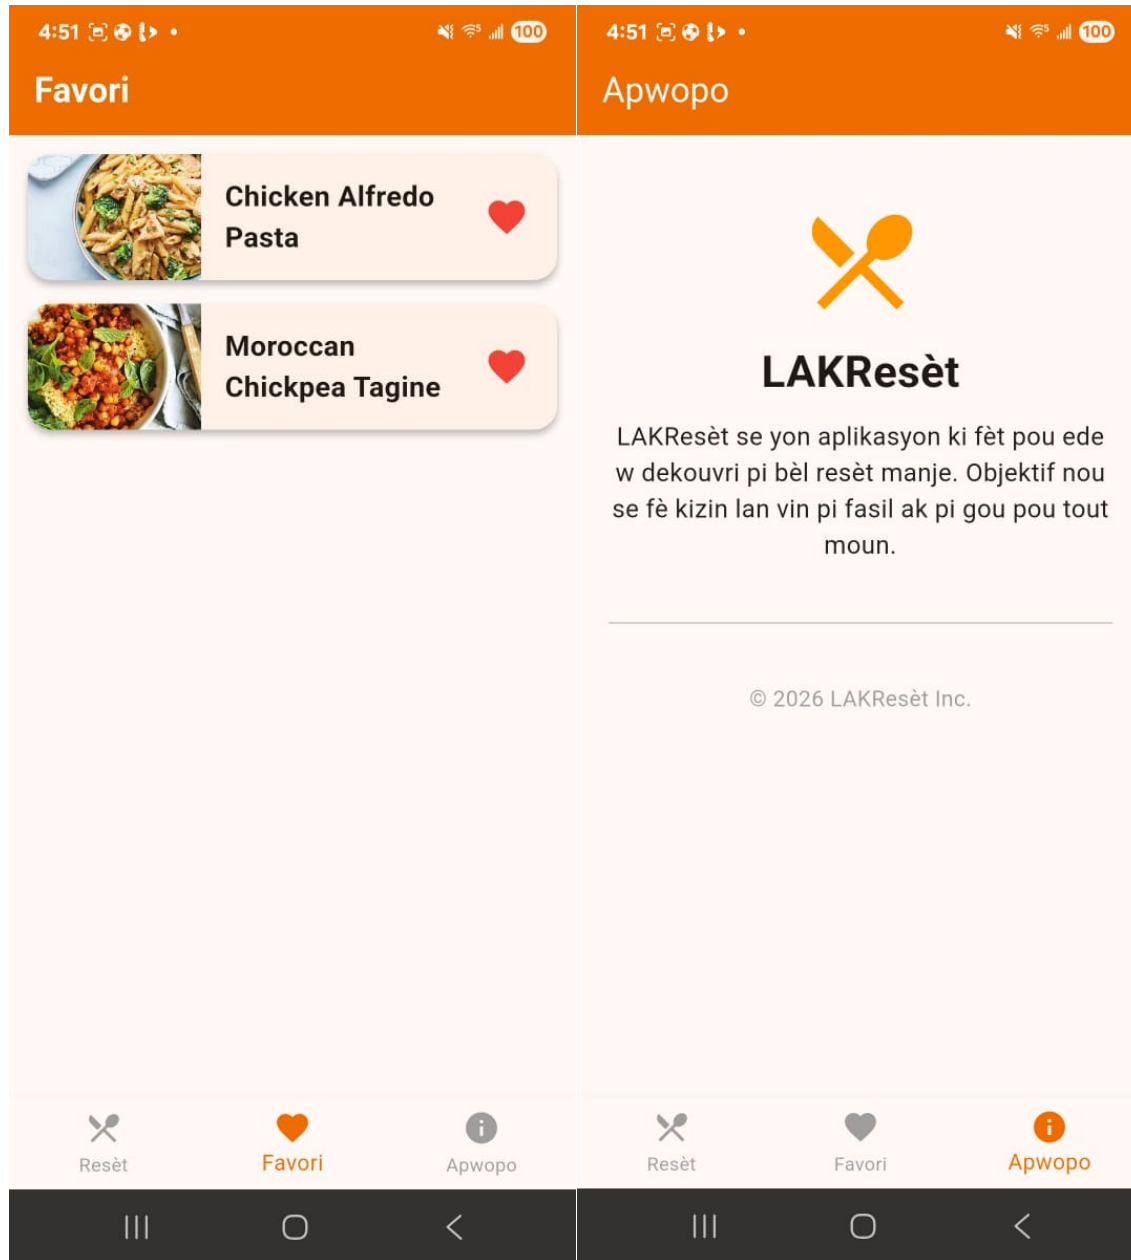 4:51
100
Favori
Chicken Alfredo
Pasta
Moroccan
Chickpea Tagine
Resèt
Favori
Apwopo
4:51
100
Apwopo
LAKResèt
LAKResèt se yon aplikasyon ki fèt pou ede
w dekouvri pi bèl resèt manje. Objektif nou
se fè kizin lan vin pi fasil ak pi gou pou tout
moun.
© 2026 LAKResèt Inc.
Resèt
Favori
Apwopo